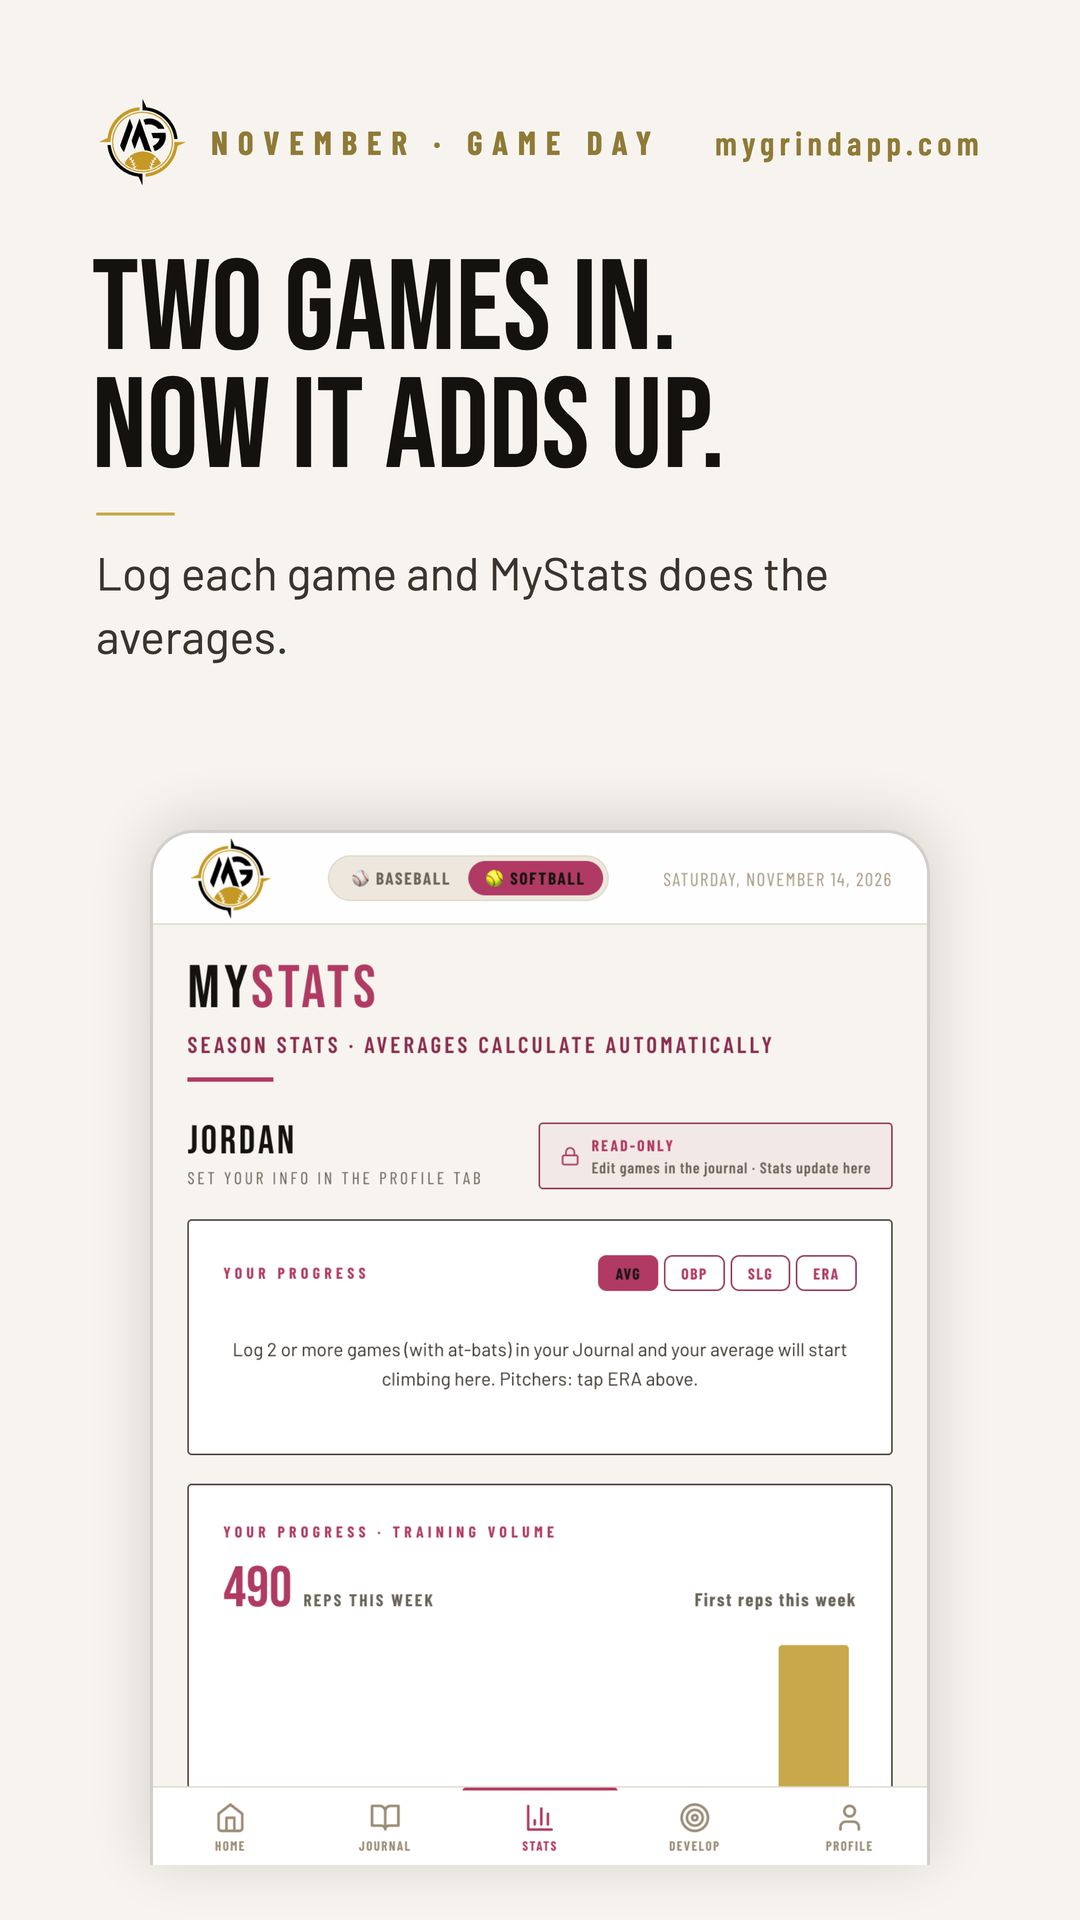 MG
NOVEMBER · GAME DAY
mygrindapp.com
TWO GAMES IN.
NOW IT ADDS UP.
Log each game and MyStats does the
averages.
MG
BASEBALL
SOFTBALL
SATURDAY, NOVEMBER 14, 2026
MYSTATS
SEASON STATS · AVERAGES CALCULATE AUTOMATICALLY
JORDAN
SET YOUR INFO IN THE PROFILE TAB
READ-ONLY
Edit games in the journal · Stats update here
YOUR PROGRESS
AVG
OBP
SLG
ERA
Log 2 or more games (with at-bats) in your Journal and your average will start
climbing here. Pitchers: tap ERA above.
YOUR PROGRESS · TRAINING VOLUME
490 REPS THIS WEEK
First reps this week
HOME
JOURNAL
STATS
DEVELOP
PROFILE